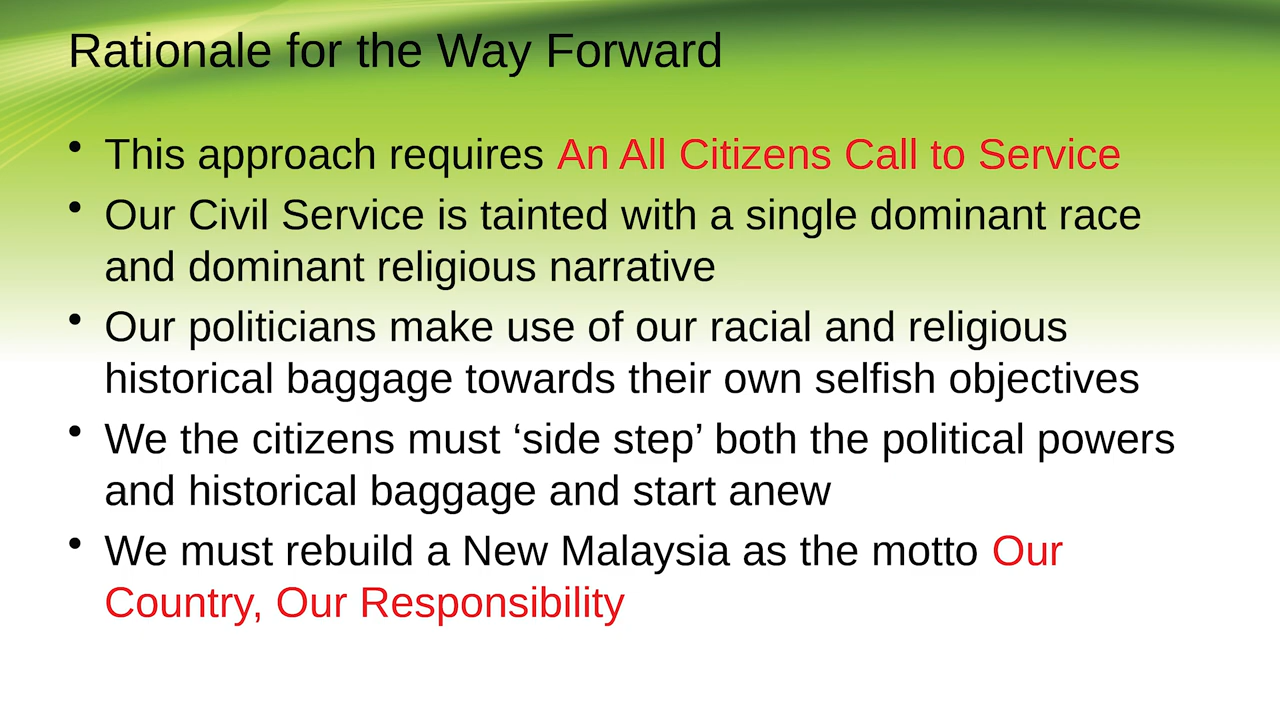 Rationale for the Way Forward
• This approach requires An All Citizens Call to Service
• Our Civil Service is tainted with a single dominant race
and dominant religious narrative
• Our politicians make use of our racial and religious
historical baggage towards their own selfish objectives
• We the citizens must ‘side step’ both the political powers
and historical baggage and start anew
• We must rebuild a New Malaysia as the motto Our
Country, Our Responsibility